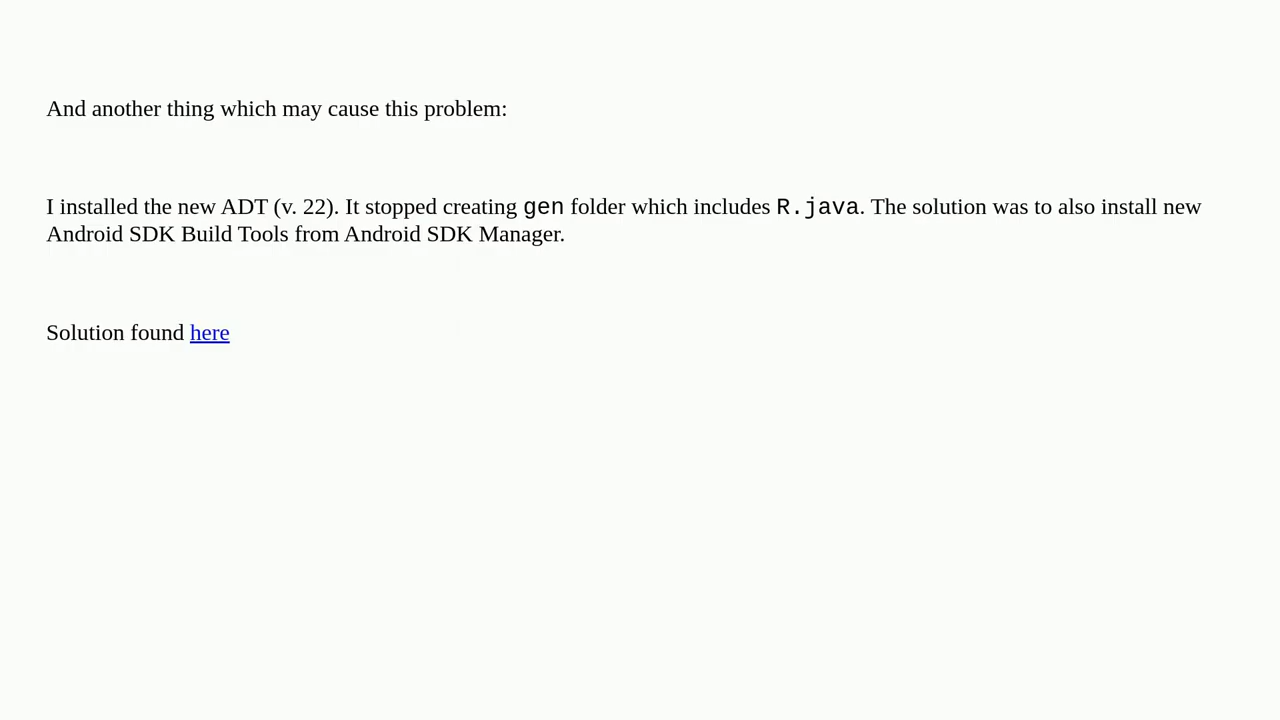 And another thing which may cause this problem:
I installed the new ADT (v. 22). It stopped creating gen folder which includes R.java. The solution was to also install new
Android SDK Build Tools from Android SDK Manager.
Solution found here